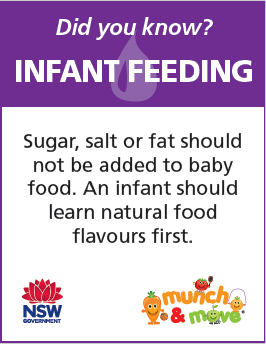 Did you know?
INFANT FEEDING
Sugar, salt or fat should
not be added to baby
food. An infant should
learn natural food
flavours first.
NSW
GOVERNMENT
munch
& move